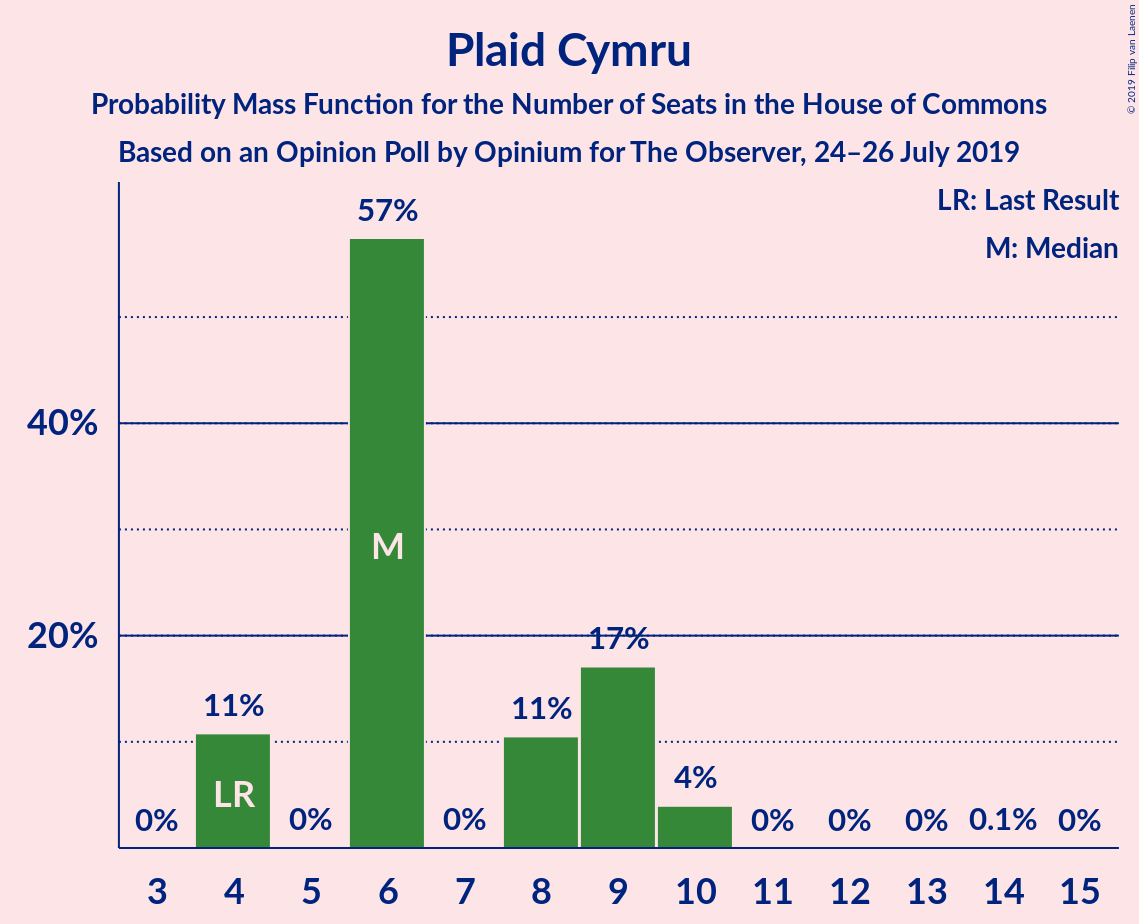 Plaid Cymru
Probability Mass Function for the Number of Seats in the House of Commons
Based on an Opinion Poll by Opinium for The Observer, 24–26 July 2019
© 2019 Filip van Laenen
LR: Last Result
M: Median
57%
40%
M
20%
17%
11%
11%
4%
LR
0%
0%
0%
0%
0%
0%
0.1%
0%
3 4 5 6 7 8 9 10 11 12 13 14 15